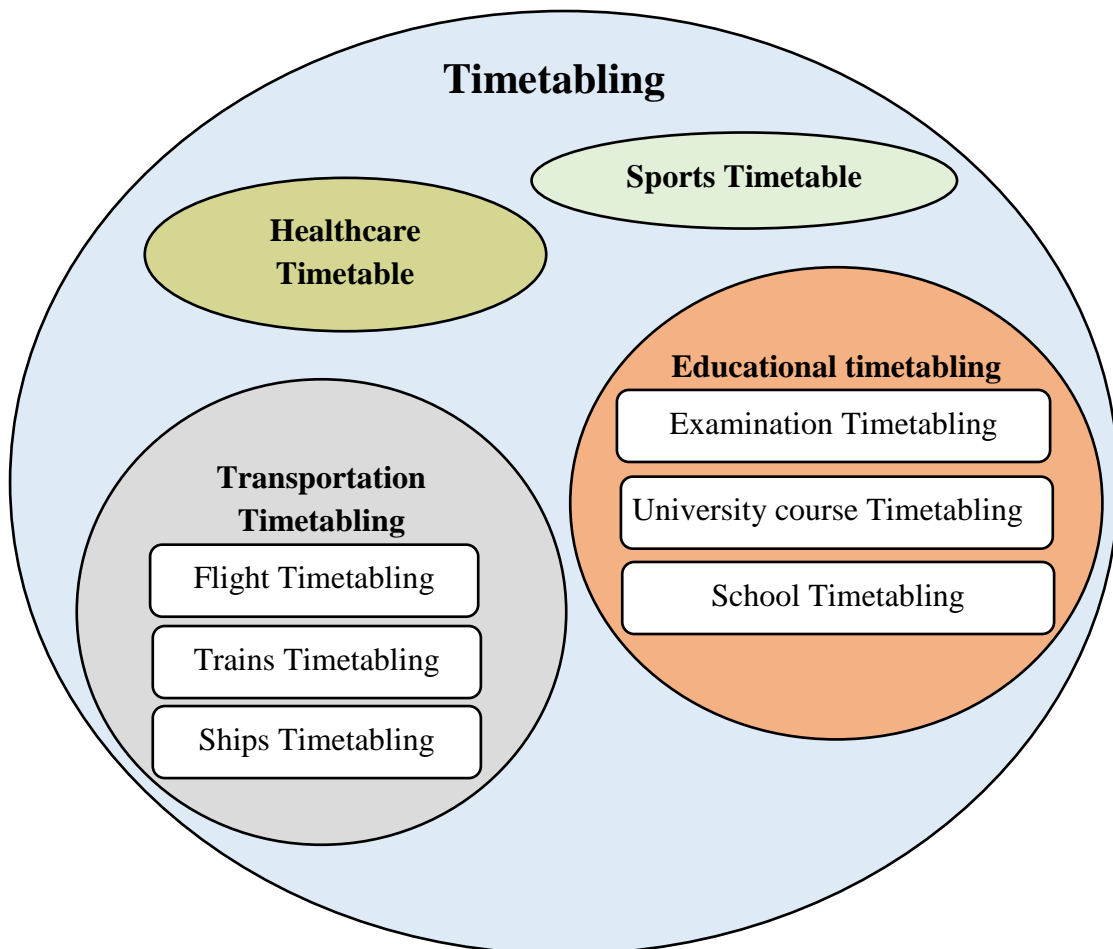 Timetabling
Sports Timetable
Healthcare
Timetable
Educational timetabling
Examination Timetabling
University course Timetabling
School Timetabling
Transportation
Timetabling
Flight Timetabling
Trains Timetabling
Ships Timetabling